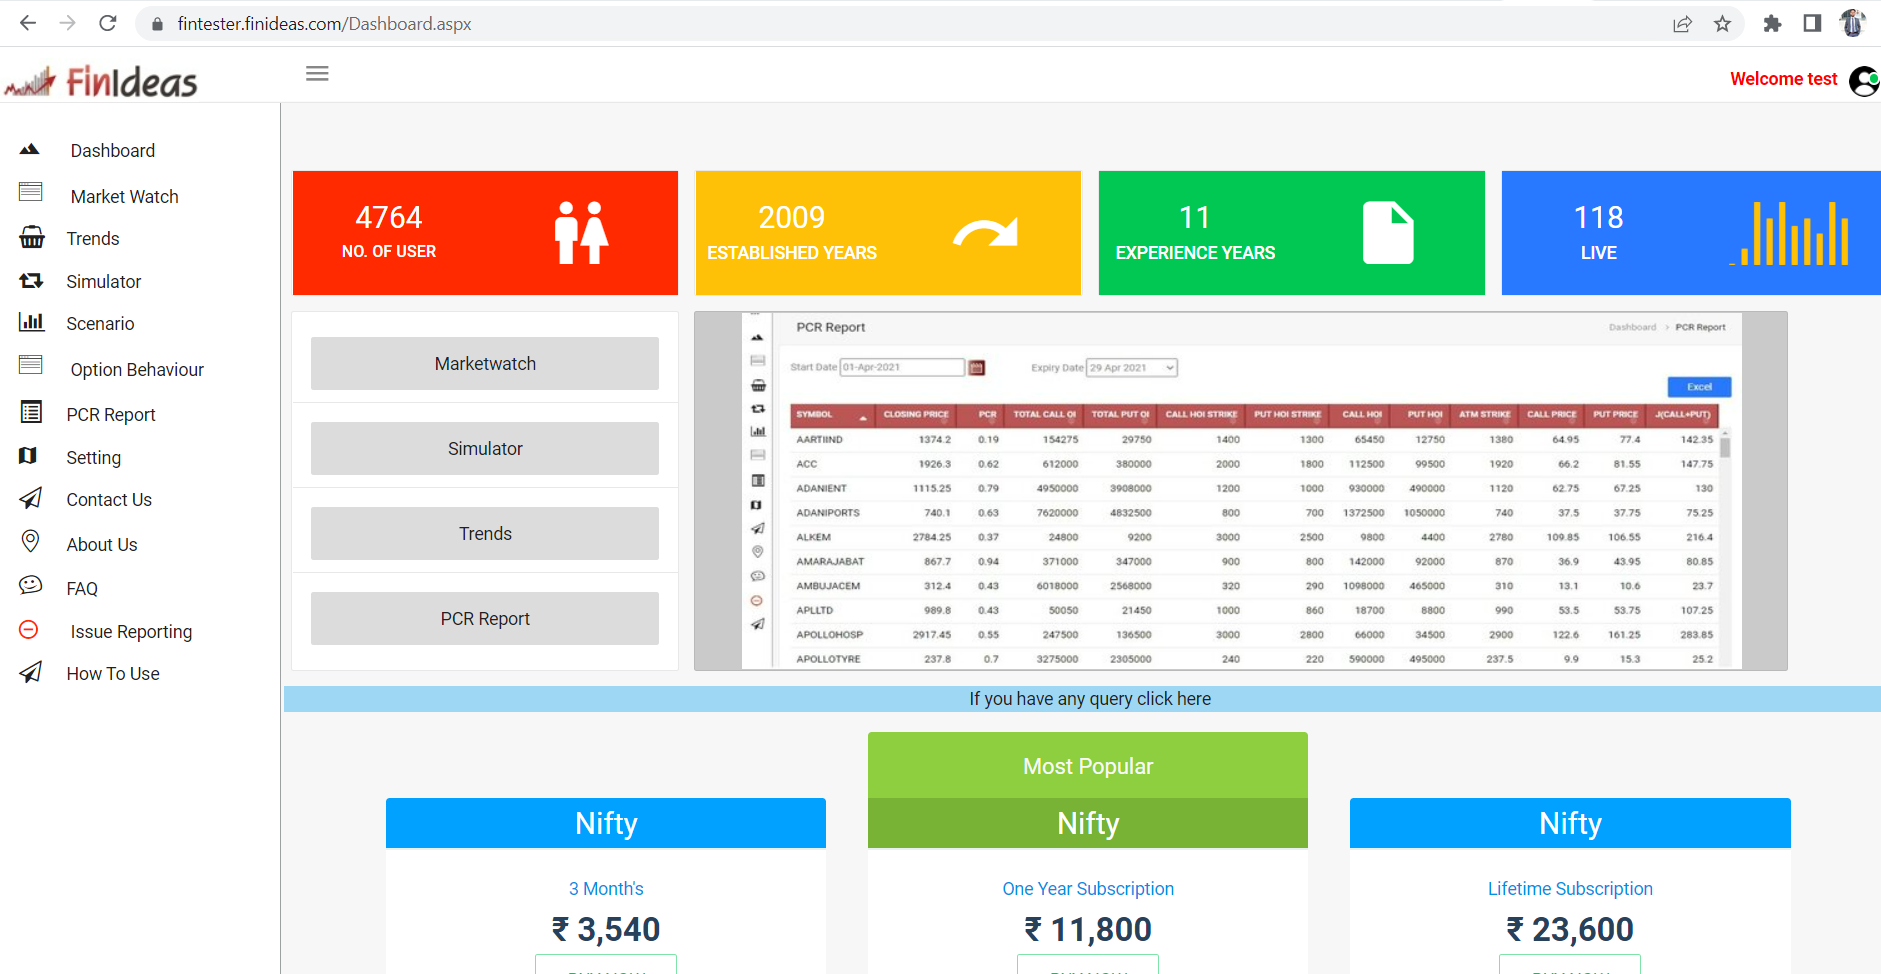 fintester.finideas.com/Dashboard.aspx
FinIdeas
Welcome test
Dashboard
Market Watch
Trends
Simulator
Scenario
Option Behaviour
PCR Report
Setting
Contact Us
About Us
FAQ
Issue Reporting
How To Use
4764
NO. OF USER
2009
ESTABLISHED YEARS
11
EXPERIENCE YEARS
118
LIVE
Marketwatch
Simulator
Trends
PCR Report
PCR Report
Dashboard > PCR Report
Start Date 01-Apr-2021 Expiry Date 29 Apr 2021
Excel
SYMBOL CLOSING PRICE PCR TOTAL CALL OI TOTAL PUT OI CALL HOI STRIKE PUT HOI STRIKE CALL HOI PUT HOI ATM STRIKE CALL PRICE PUT PRICE J(CALL+PUT)
AARTIIND 1374.2 0.19 154275 29750 1400 1300 65450 12750 1380 64.95 77.4 142.35
ACC 1926.3 0.62 612000 380000 2000 1800 112500 99500 1920 66.2 81.55 147.75
ADANIENT 1115.25 0.79 4950000 3908000 1200 1000 930000 490000 1120 62.75 67.25 130
ADANIPORTS 740.1 0.63 7620000 4832500 800 700 1372500 1050000 740 37.5 37.75 75.25
ALKEM 2784.25 0.37 24800 9200 3000 2500 9800 4400 2780 109.85 106.55 216.4
AMARAJABAT 867.7 0.94 371000 347000 900 800 142000 92000 870 36.9 43.95 80.85
AMBUJACEM 312.4 0.43 6018000 2568000 320 290 1098000 465000 310 13.1 10.6 23.7
APLLTD 989.8 0.43 50050 21450 1000 860 18700 8800 990 53.5 53.75 107.25
APOLLOHOSP 2917.45 0.55 247500 136500 3000 2800 66000 34500 2900 122.6 161.25 283.85
APOLLOTYRE 237.8 0.7 3275000 2305000 240 220 590000 495000 237.5 9.9 15.3 25.2
If you have any query click here
Most Popular
Nifty
3 Month's
₹ 3,540
Nifty
One Year Subscription
₹ 11,800
Nifty
Lifetime Subscription
₹ 23,600